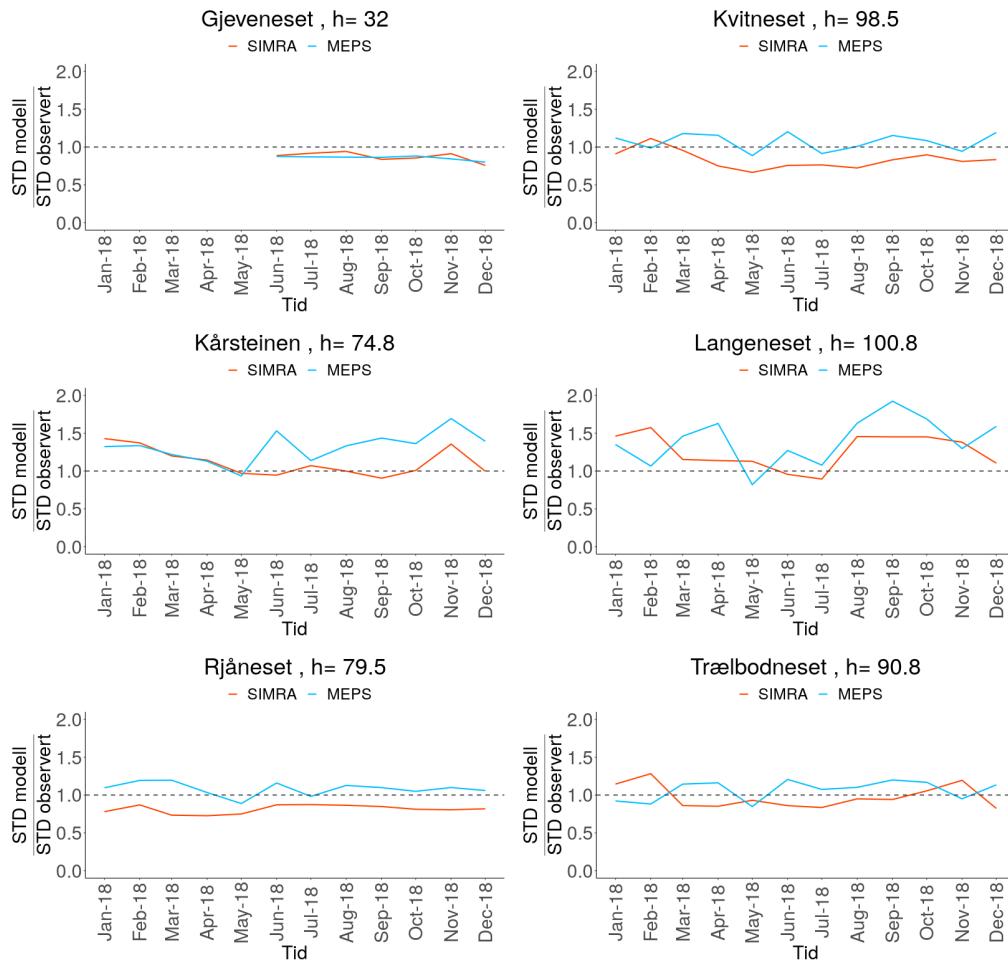 Gjeveneset , h= 32
SIMRA MEPS
STD modell
STD observert
2.0
1.5
1.0
0.5
0.0
Jan-18 Feb-18 Mar-18 Apr-18 May-18 Jun-18 Jul-18 Aug-18 Sep-18 Oct-18 Nov-18 Dec-18
Tid
Kvitneset , h= 98.5
SIMRA MEPS
STD modell
STD observert
2.0
1.5
1.0
0.5
0.0
Jan-18 Feb-18 Mar-18 Apr-18 May-18 Jun-18 Jul-18 Aug-18 Sep-18 Oct-18 Nov-18 Dec-18
Tid
Kårsteinen , h= 74.8
SIMRA MEPS
STD modell
STD observert
2.0
1.5
1.0
0.5
0.0
Jan-18 Feb-18 Mar-18 Apr-18 May-18 Jun-18 Jul-18 Aug-18 Sep-18 Oct-18 Nov-18 Dec-18
Tid
Langeneset , h= 100.8
SIMRA MEPS
STD modell
STD observert
2.0
1.5
1.0
0.5
0.0
Jan-18 Feb-18 Mar-18 Apr-18 May-18 Jun-18 Jul-18 Aug-18 Sep-18 Oct-18 Nov-18 Dec-18
Tid
Rjåneset , h= 79.5
SIMRA MEPS
STD modell
STD observert
2.0
1.5
1.0
0.5
0.0
Jan-18 Feb-18 Mar-18 Apr-18 May-18 Jun-18 Jul-18 Aug-18 Sep-18 Oct-18 Nov-18 Dec-18
Tid
Trælbodneset , h= 90.8
SIMRA MEPS
STD modell
STD observert
2.0
1.5
1.0
0.5
0.0
Jan-18 Feb-18 Mar-18 Apr-18 May-18 Jun-18 Jul-18 Aug-18 Sep-18 Oct-18 Nov-18 Dec-18
Tid